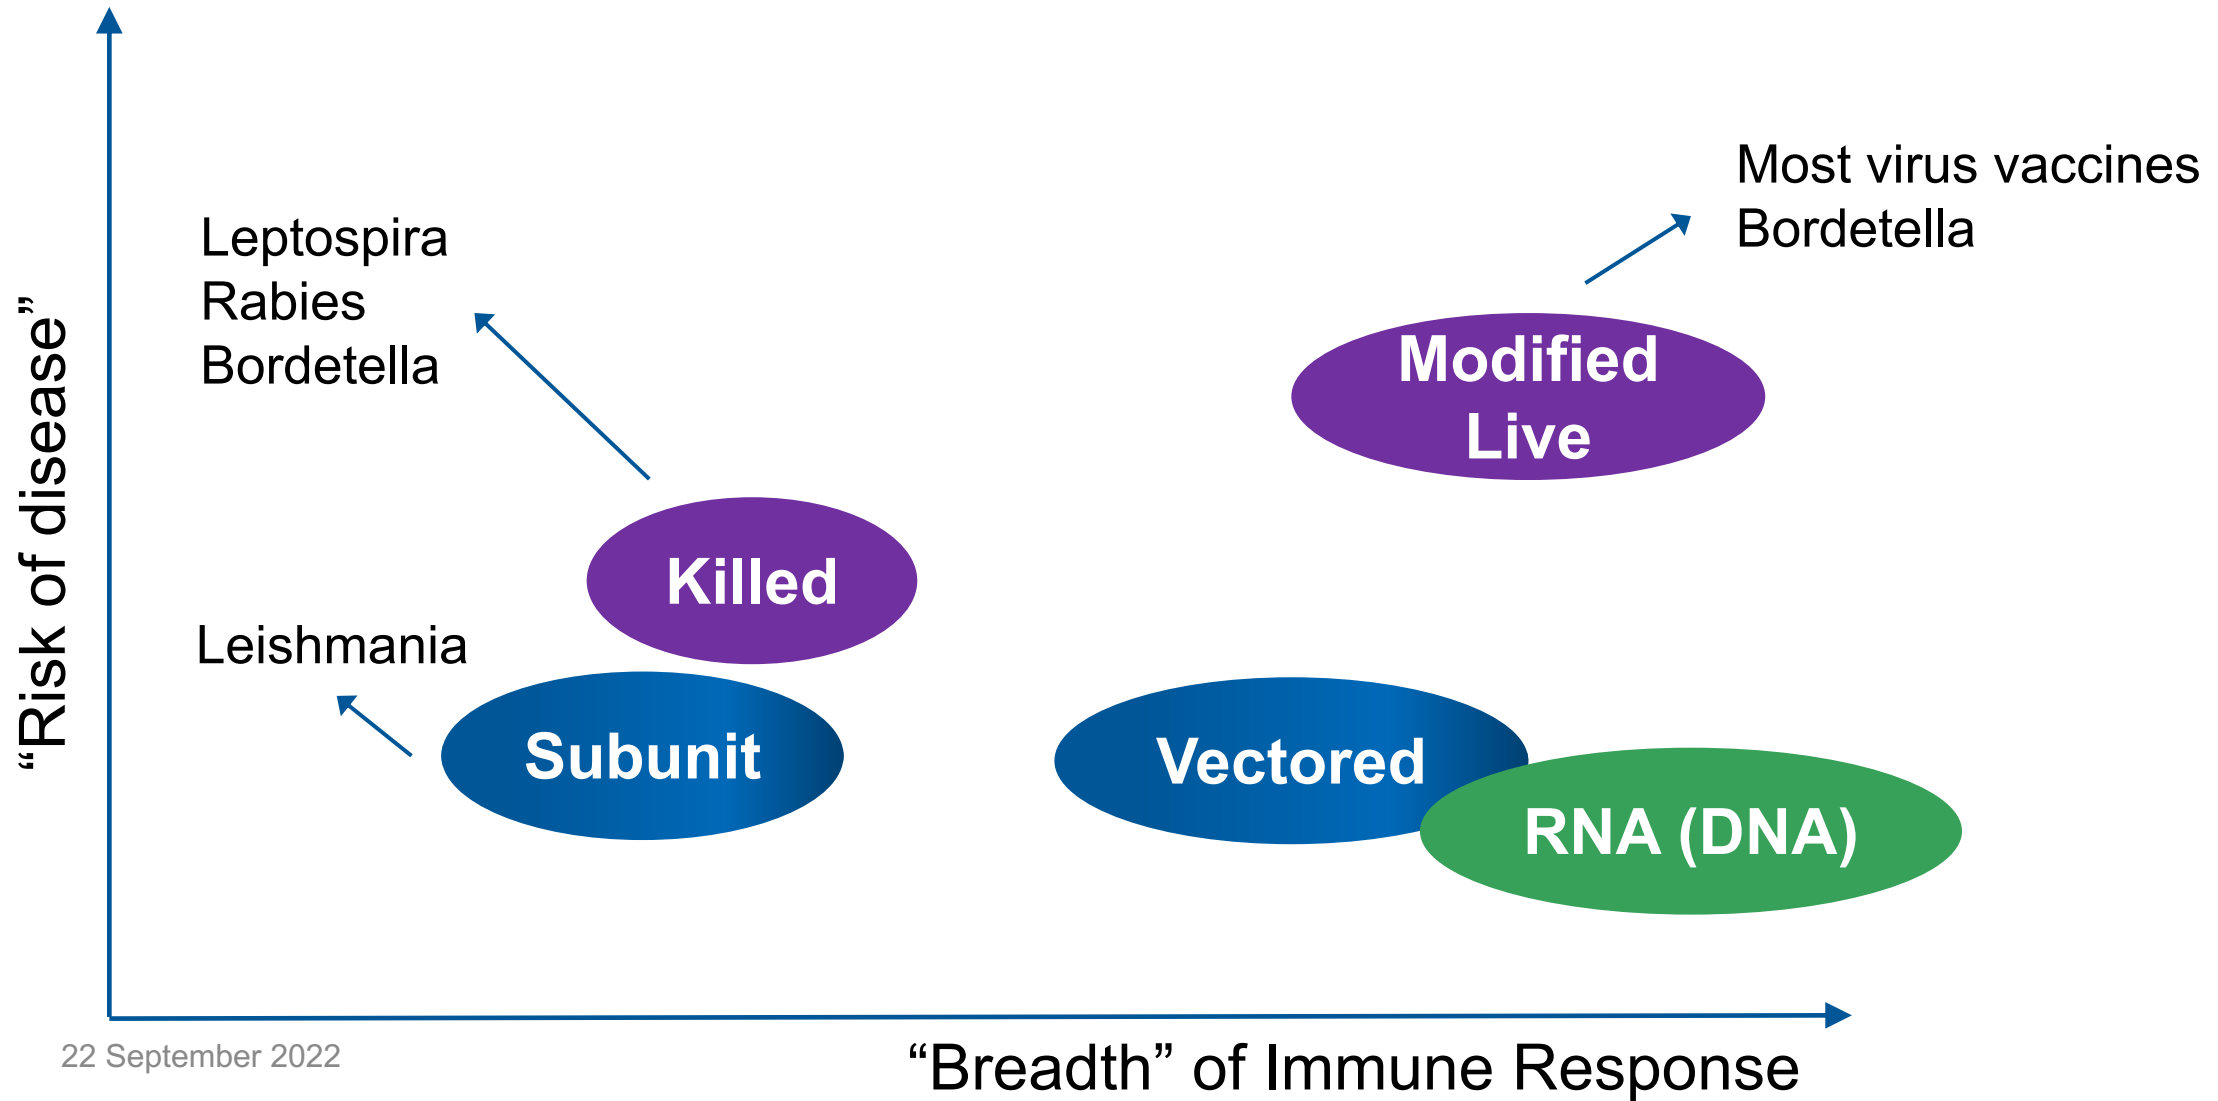 Most virus vaccines
Bordetella
Leptospira
Rabies
Bordetella
Modified
Live
“Risk of disease”
Killed
Leishmania
Subunit
Vectored
RNA (DNA)
22 September 2022
“Breadth” of Immune Response